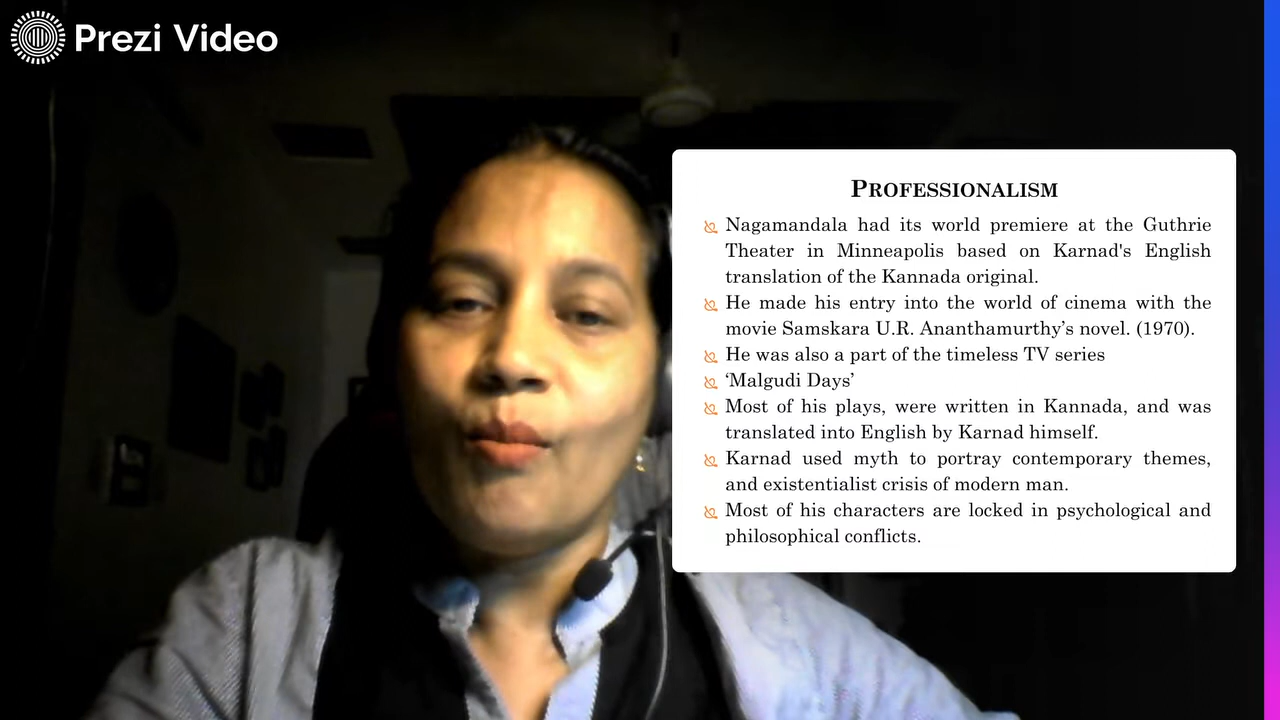 Prezi Video
PROFESSIONALISM
Nagamandala had its world premiere at the Guthrie
Theater in Minneapolis based on Karnad's English
translation of the Kannada original.
He made his entry into the world of cinema with the
movie Samskara U.R. Ananthamurthy’s novel. (1970).
He was also a part of the timeless TV series
‘Malgudi Days’
Most of his plays, were written in Kannada, and was
translated into English by Karnad himself.
Karnad used myth to portray contemporary themes,
and existentialist crisis of modern man.
Most of his characters are locked in psychological and
philosophical conflicts.